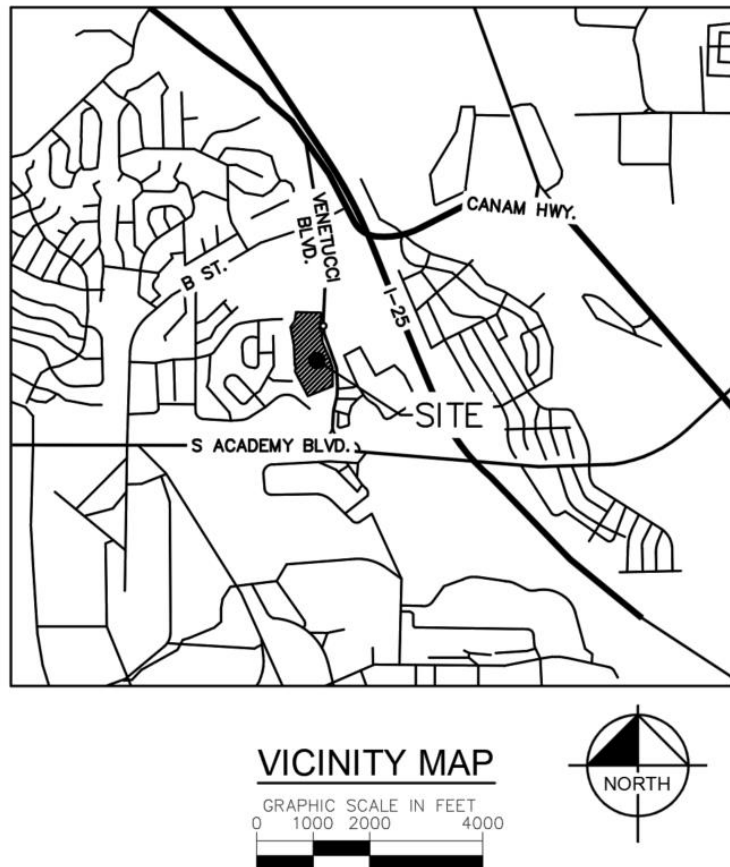 CANAM HWY.
VENETUCCI
BLVD.
B ST.
I-25
SITE
S ACADEMY BLVD.
VICINITY MAP
NORTH
GRAPHIC SCALE IN FEET
0 1000 2000 4000